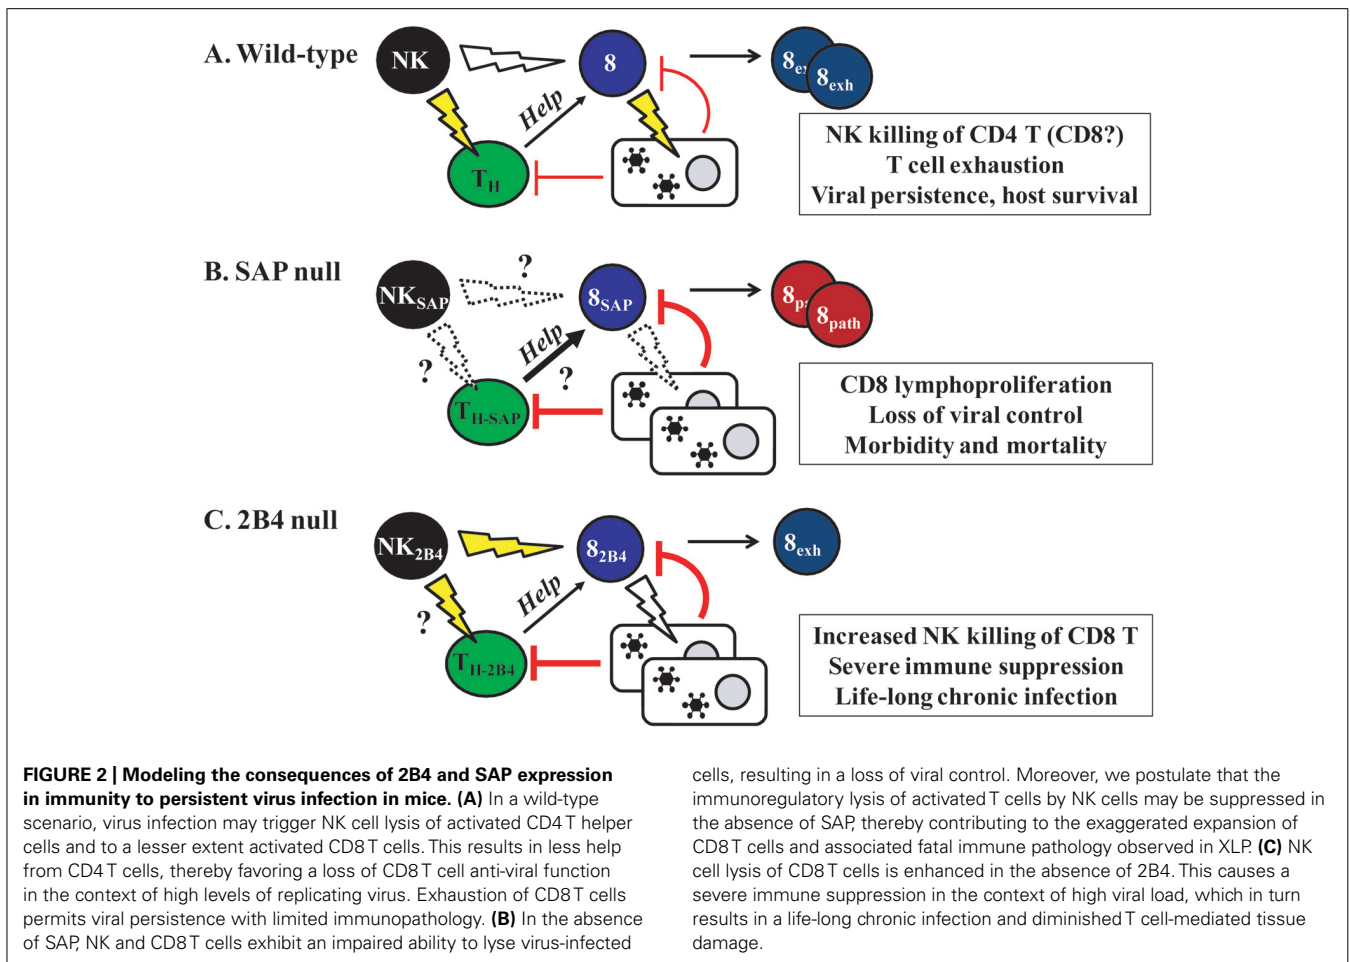 A. Wild-type
NK
8
8ex
8exh
Help
TH
NK killing of CD4 T (CD8?)
T cell exhaustion
Viral persistence, host survival
B. SAP null
?
NKSAP
8SAP
8pa
8path
Help
?
?
TH-SAP
CD8 lymphoproliferation
Loss of viral control
Morbidity and mortality
C. 2B4 null
NK2B4
82B4
8exh
Help
?
TH-2B4
Increased NK killing of CD8 T
Severe immune suppression
Life-long chronic infection
FIGURE 2 | Modeling the consequences of 2B4 and SAP expression
in immunity to persistent virus infection in mice. (A) In a wild-type
scenario, virus infection may trigger NK cell lysis of activated CD4 T helper
cells and to a lesser extent activated CD8 T cells. This results in less help
from CD4 T cells, thereby favoring a loss of CD8 T cell anti-viral function
in the context of high levels of replicating virus. Exhaustion of CD8 T cells
permits viral persistence with limited immunopathology. (B) In the absence
of SAP, NK and CD8 T cells exhibit an impaired ability to lyse virus-infected
cells, resulting in a loss of viral control. Moreover, we postulate that the
immunoregulatory lysis of activated T cells by NK cells may be suppressed in
the absence of SAP, thereby contributing to the exaggerated expansion of
CD8 T cells and associated fatal immune pathology observed in XLP. (C) NK
cell lysis of CD8 T cells is enhanced in the absence of 2B4. This causes a
severe immune suppression in the context of high viral load, which in turn
results in a life-long chronic infection and diminished T cell-mediated tissue
damage.